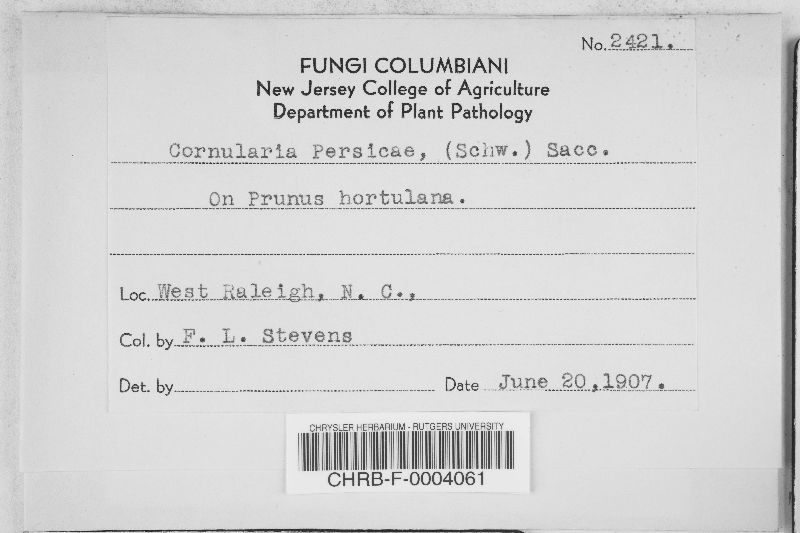 No. 2421.
FUNGI COLUMBIANI
New Jersey College of Agriculture
Department of Plant Pathology
Cornularia Persicae, (Schw.) Sacc.
On Prunus hortulana.
Loc. West Raleigh, N. C.,
Col. by F. L. Stevens
Det. by Date June 20,1907.
CHRYSLER HERBARIUM - RUTGERS UNIVERSITY
CHRB-F-0004061